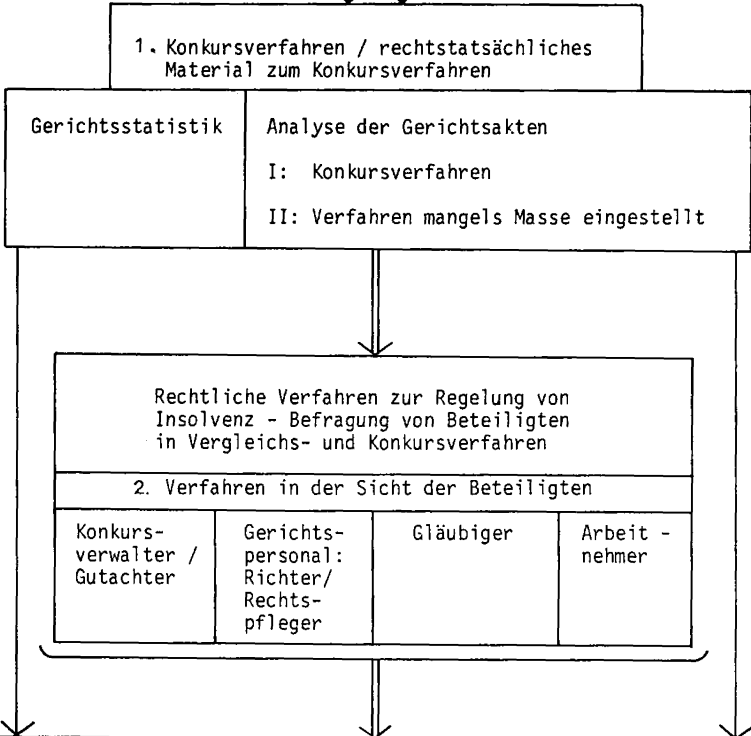 1. Konkursverfahren / rechtstatsächliches
Material zum Konkursverfahren
Gerichtsstatistik
Analyse der Gerichtsakten
I: Konkursverfahren
II: Verfahren mangels Masse eingestellt
Rechtliche Verfahren zur Regelung von
Insolvenz - Befragung von Beteiligten
in Vergleichs- und Konkursverfahren
2. Verfahren in der Sicht der Beteiligten
Konkurs-
verwalter /
Gutachter
Gerichts-
personal:
Richter/
Rechts-
pfleger
Gläubiger
Arbeit -
nehmer